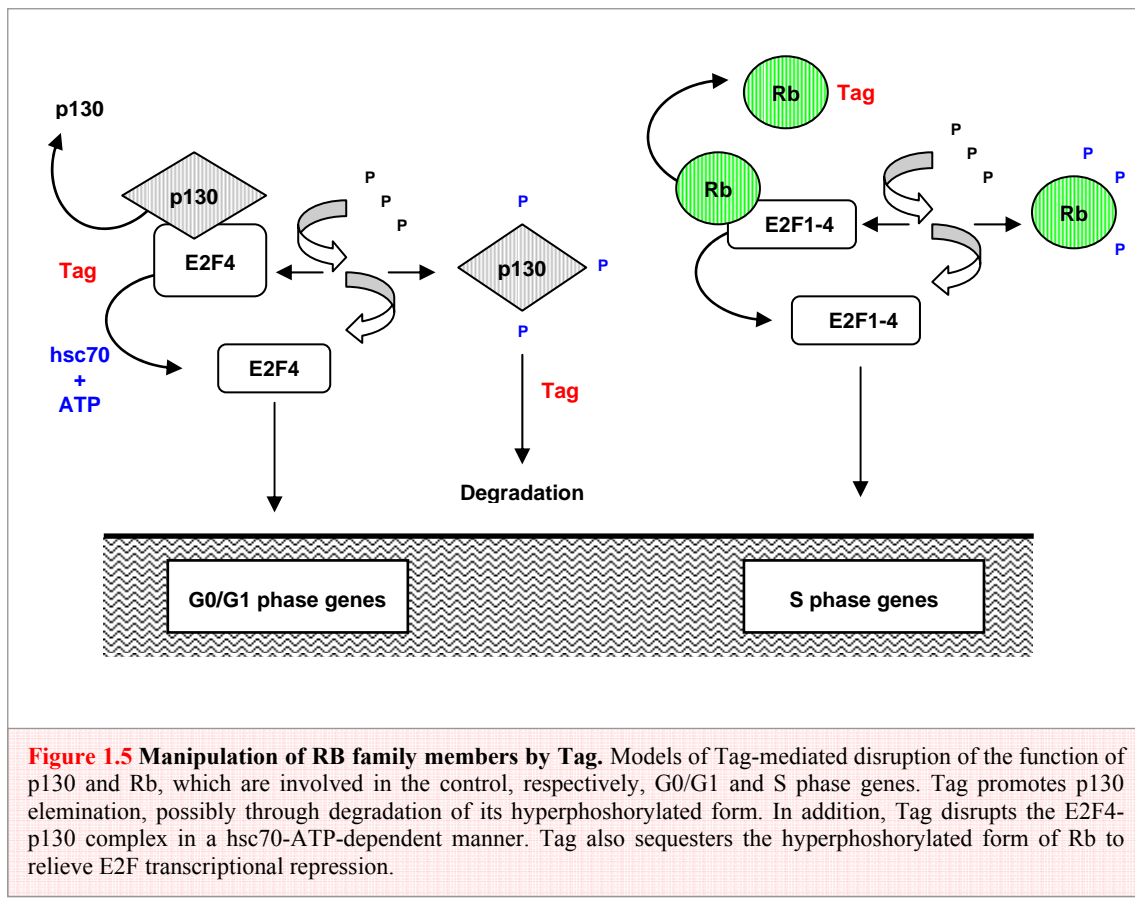 Rb
Tag
p130
P
P
P
P
P
P
p130
P
P
P
Rb
Rb
P
E2F1-4
P
E2F4
Tag
p130
P
E2F1-4
P
hsc70
+
ATP
E2F4
Tag
Degradation
G0/G1 phase genes
S phase genes
Figure 1.5 Manipulation of RB family members by Tag. Models of Tag-mediated disruption of the function of
p130 and Rb, which are involved in the control, respectively, G0/G1 and S phase genes. Tag promotes p130
elemination, possibly through degradation of its hyperphoshorylated form. In addition, Tag disrupts the E2F4-
p130 complex in a hsc70-ATP-dependent manner. Tag also sequesters the hyperphoshorylated form of Rb to
relieve E2F transcriptional repression.